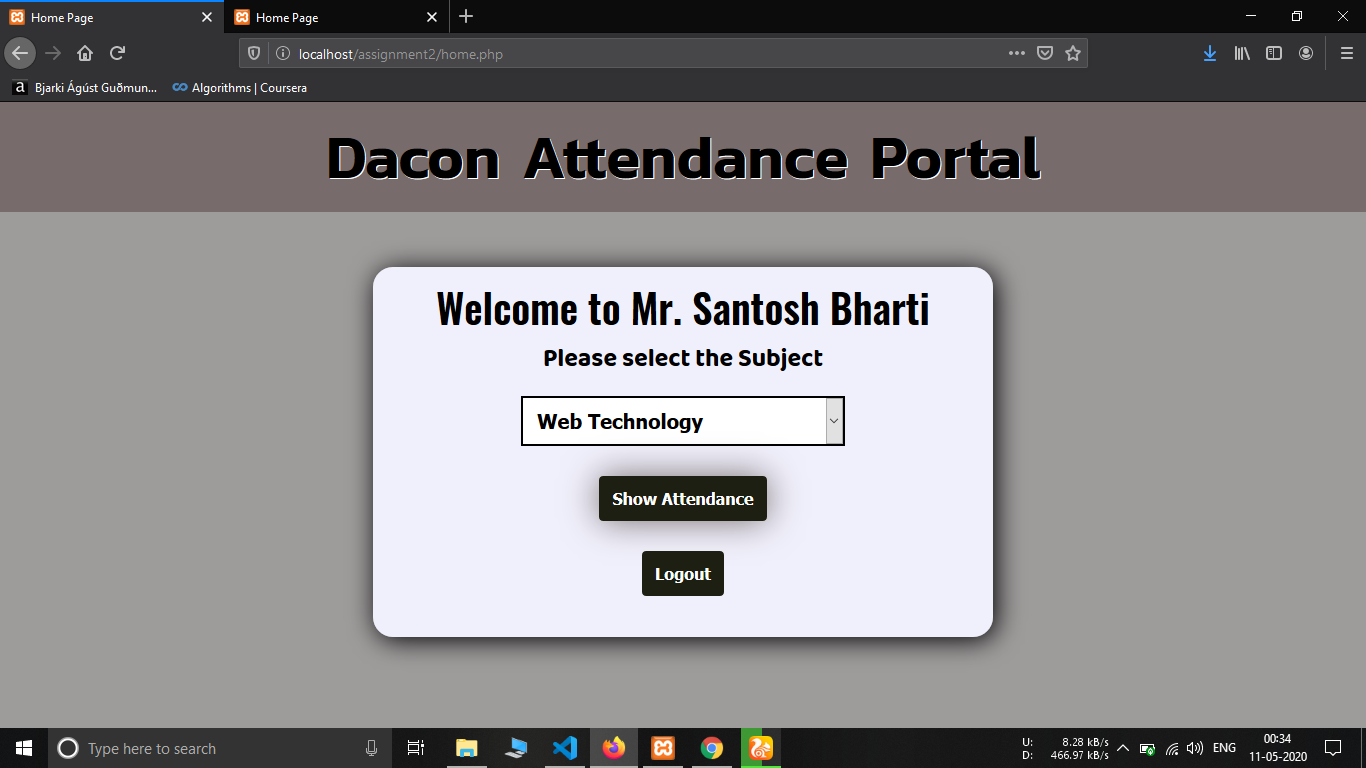 Home Page
Home Page
localhost/assignment2/home.php
a Bjarki Ágúst Guðmun...
Algorithms | Coursera
Dacon Attendance Portal
Welcome to Mr. Santosh Bharti
Please select the Subject
Web Technology
Show Attendance
Logout
Type here to search
U: 8.28 kB/s
D: 466.97 kB/s
ENG
00:34
11-05-2020